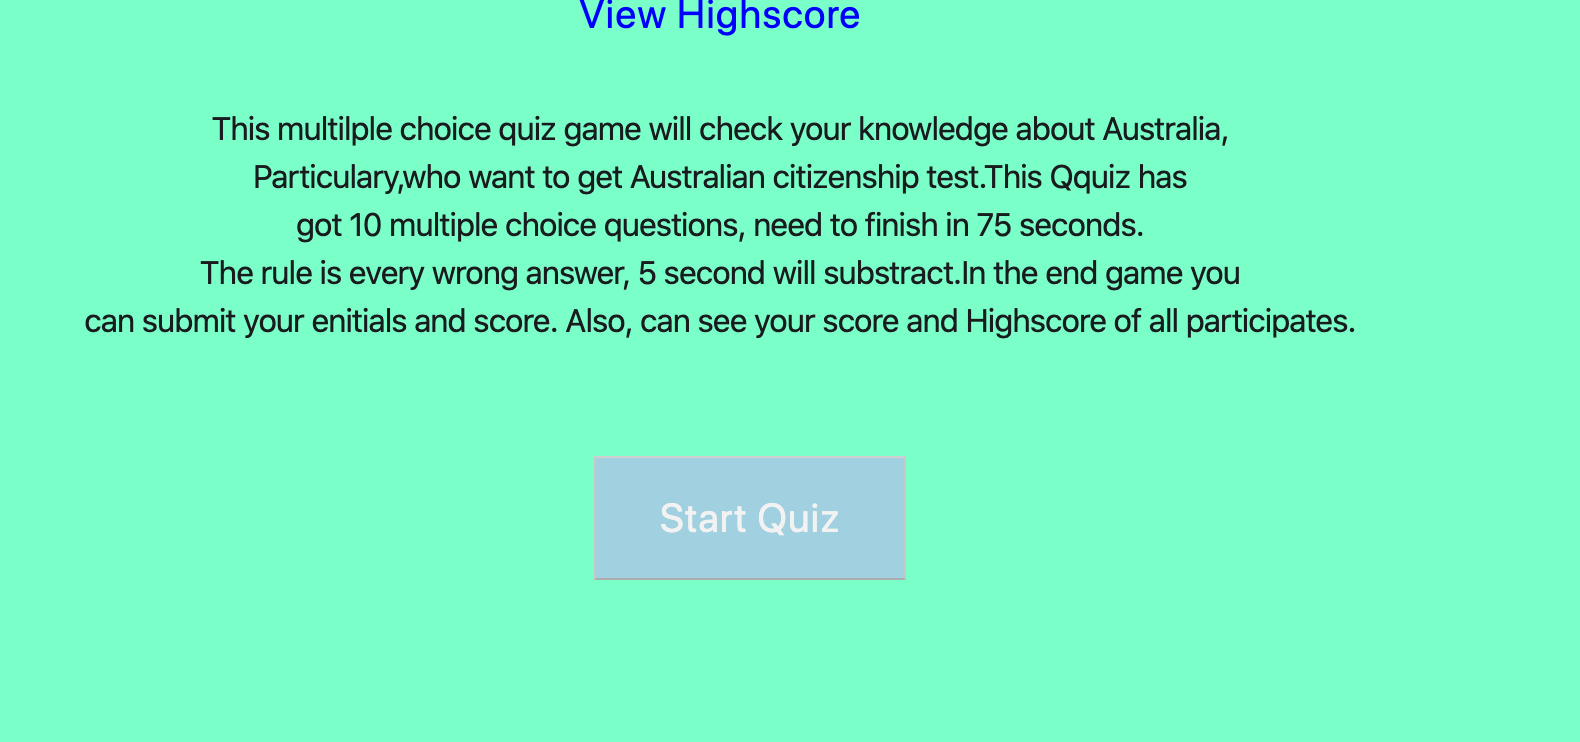 View Highscore
This multilple choice quiz game will check your knowledge about Australia,
Particulary,who want to get Australian citizenship test.This Qquiz has
got 10 multiple choice questions, need to finish in 75 seconds.
The rule is every wrong answer, 5 second will substract.In the end game you
can submit your enitials and score. Also, can see your score and Highscore of all participates.
Start Quiz